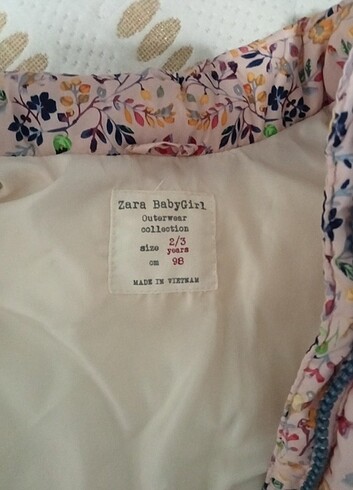 Zara BabyGirl
Outerwear
collection
size 2/3 years
cm 98
MADE IN VIETNAM